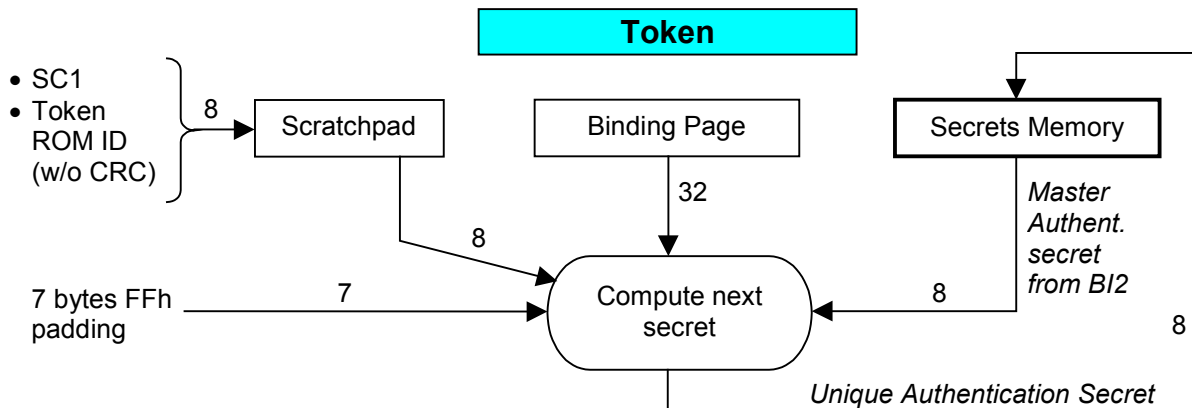 Token
• SC1
• Token
ROM ID
(w/o CRC)
8
Scratchpad
Binding Page
Secrets Memory
32
8
Master
Authent.
secret
from BI2
7 bytes FFh
padding
7
Compute next
secret
8
8
Unique Authentication Secret